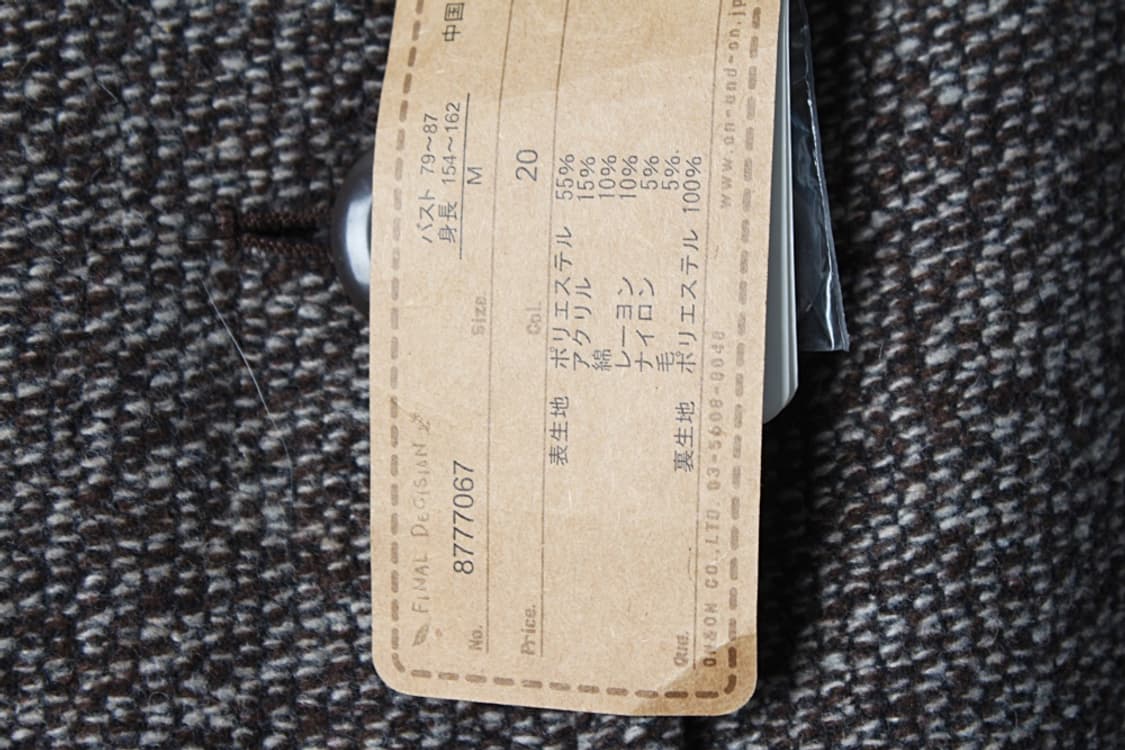 FINAL DECISIAN
No. 8777067
Size バスト 79~87
身長 154~162
M
中国
Price.
Col. 20
表生地 ポリエステル 55%
アクリル 15%
綿 10%
レーヨン 10%
ナイロン 5%
毛 5%.
裏生地 ポリエステル 100%
Que.
ON&ON CO.,LTD. 03-5608-0040 www.on-and-on.jp